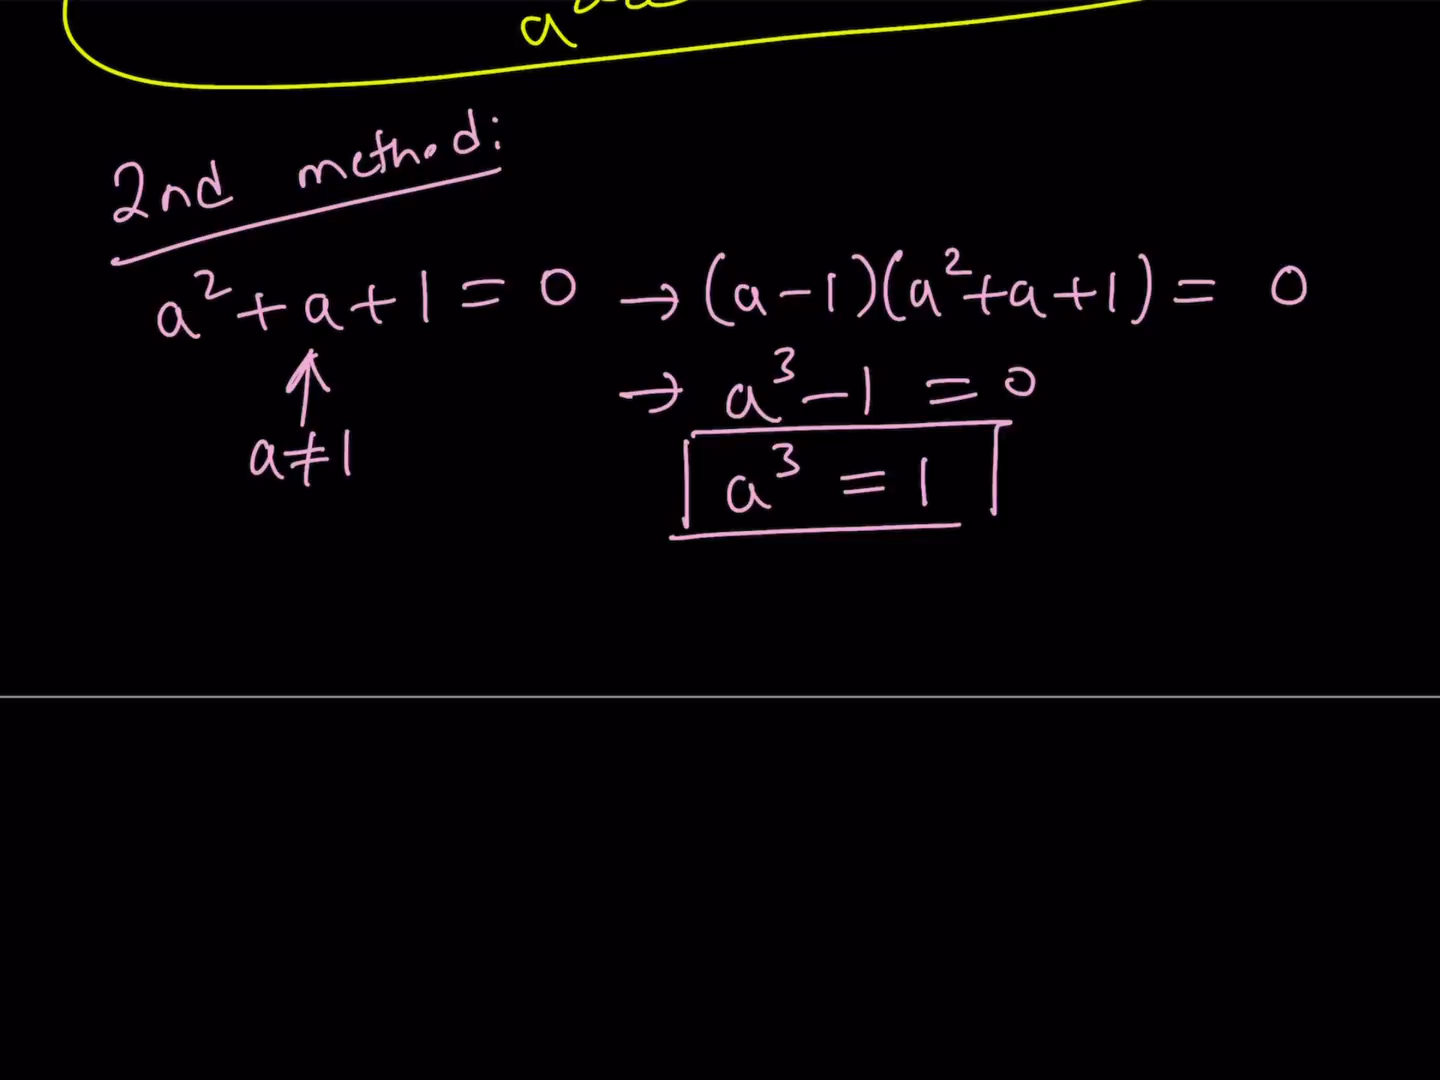 a
2nd method:
a² + a + 1 = 0 → (a - 1)(a² + a + 1) = 0
→ a³ - 1 = 0
a ≠ 1
a³ = 1